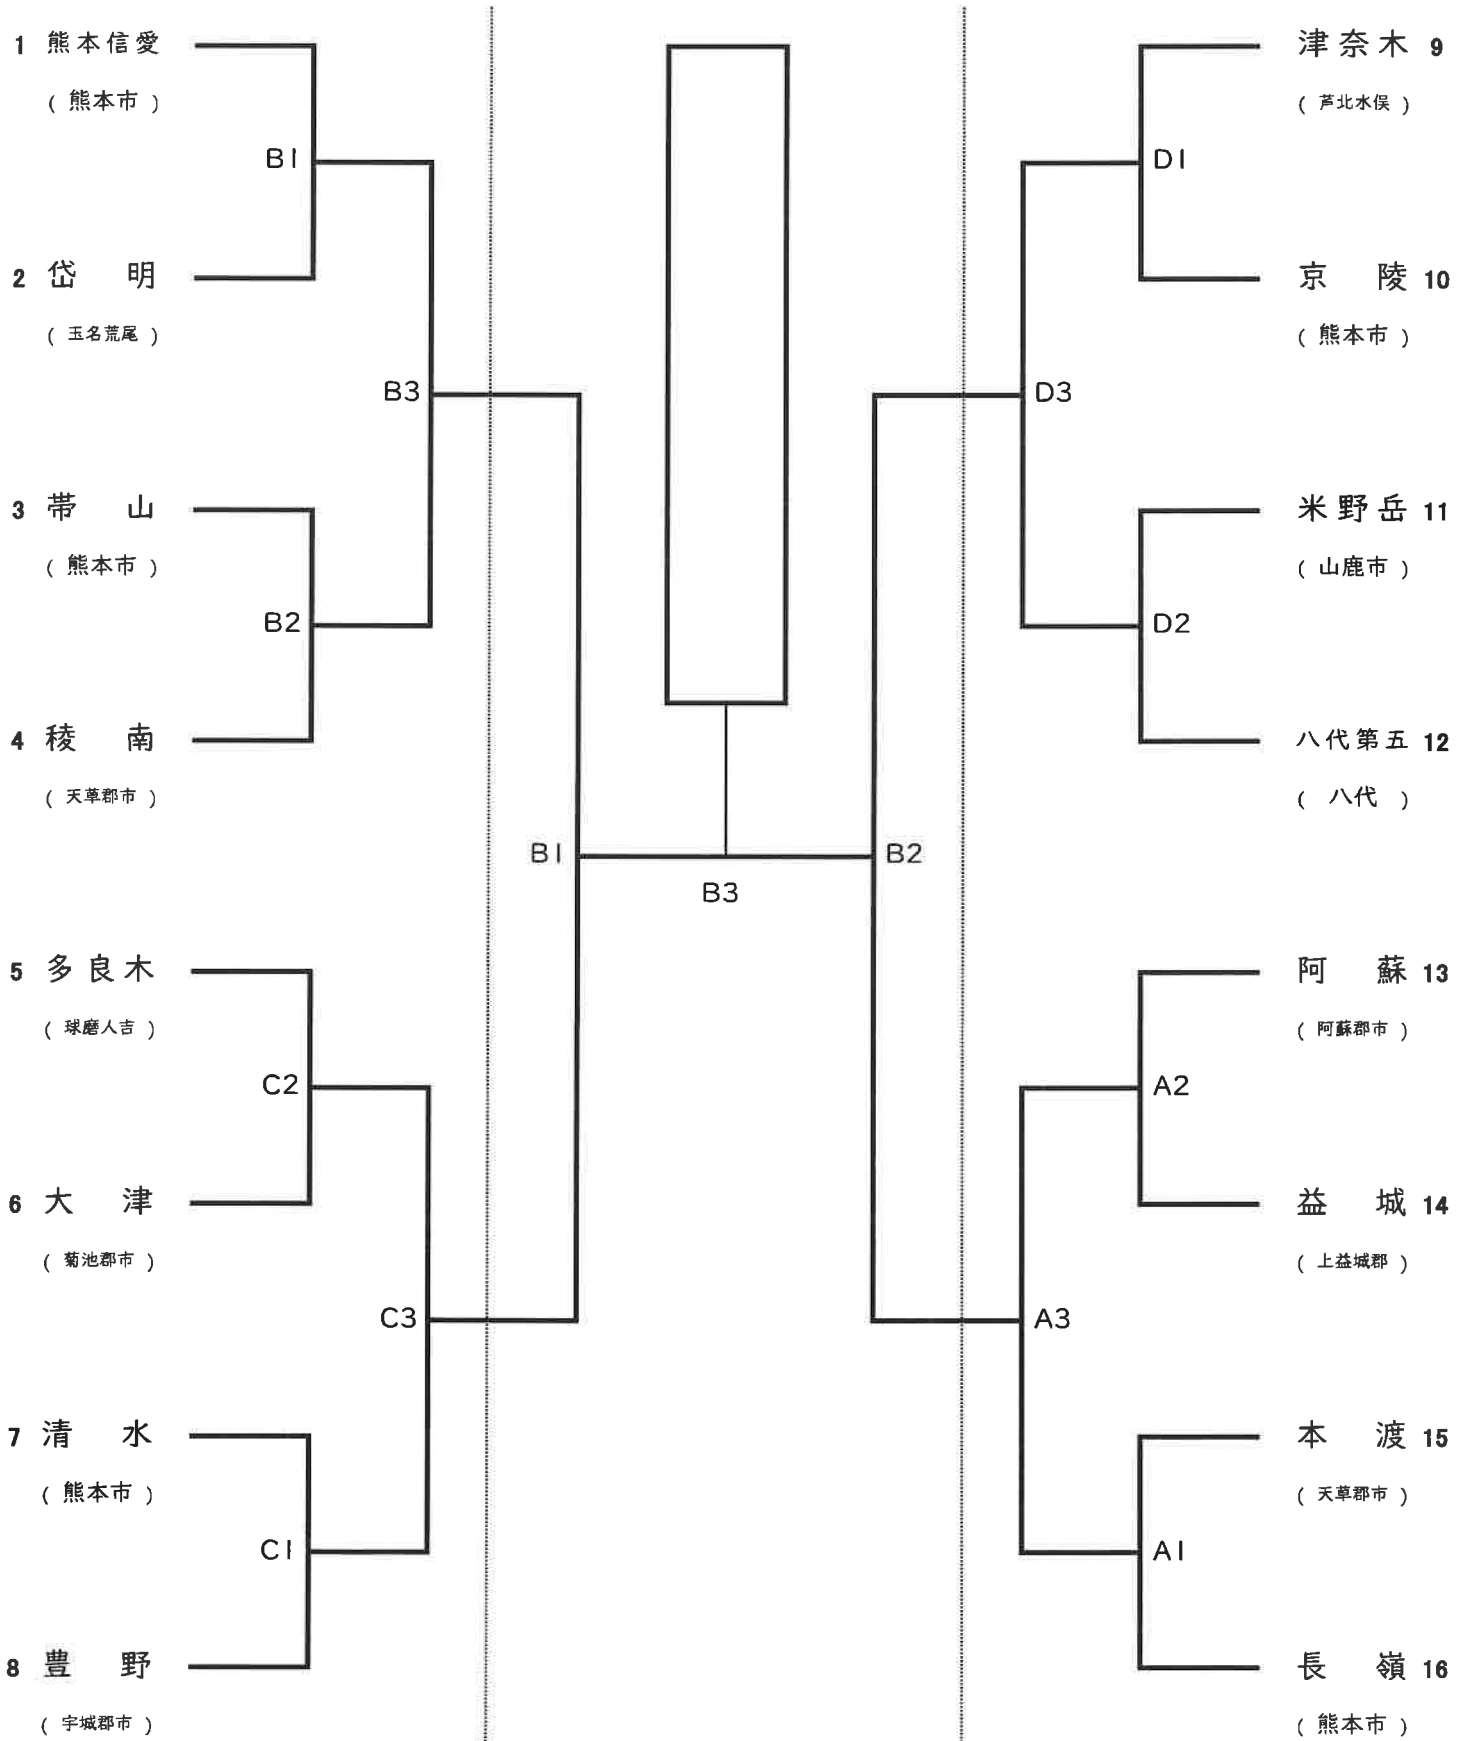 1 熊本信愛
( 熊本市 )
B1
2 岱 明
( 玉名荒尾 )
B3
3 帯 山
( 熊本市 )
B2
4 稜 南
( 天草郡市 )
B1
5 多良木
( 球磨人吉 )
C2
6 大 津
( 菊池郡市 )
C3
7 清 水
( 熊本市 )
C1
8 豊 野
( 宇城郡市 )
B3
津奈木 9
( 芦北水俣 )
D1
京 陵 10
( 熊本市 )
D3
米野岳 11
( 山鹿市 )
D2
八代第五 12
( 八代 )
B2
阿 蘇 13
( 阿蘇郡市 )
A2
益 城 14
( 上益城郡 )
A3
本 渡 15
( 天草郡市 )
A1
長 嶺 16
( 熊本市 )